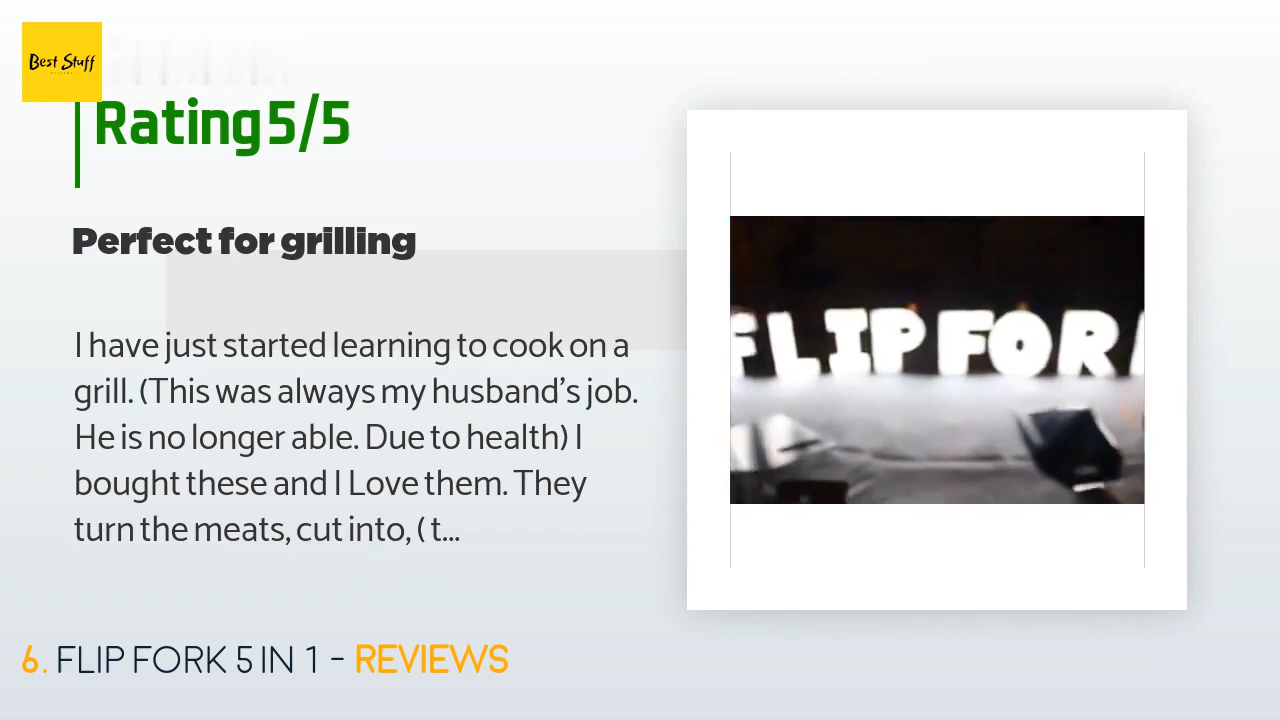 Best Stuff
Rating 5/5
Perfect for grilling
I have just started learning to cook on a
grill. (This was always my husband's job.
He is no longer able. Due to health) I
bought these and I Love them. They
turn the meats, cut into, ( t...
FLIP FOR
6. FLIP FORK 5 IN 1 - REVIEWS